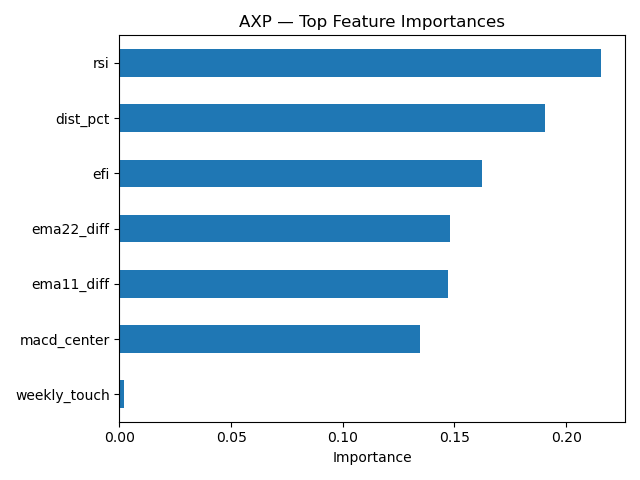 AXP — Top Feature Importances
rsi
dist_pct
efi
ema22_diff
ema11_diff
macd_center
weekly_touch
0.00 0.05 0.10 0.15 0.20
Importance